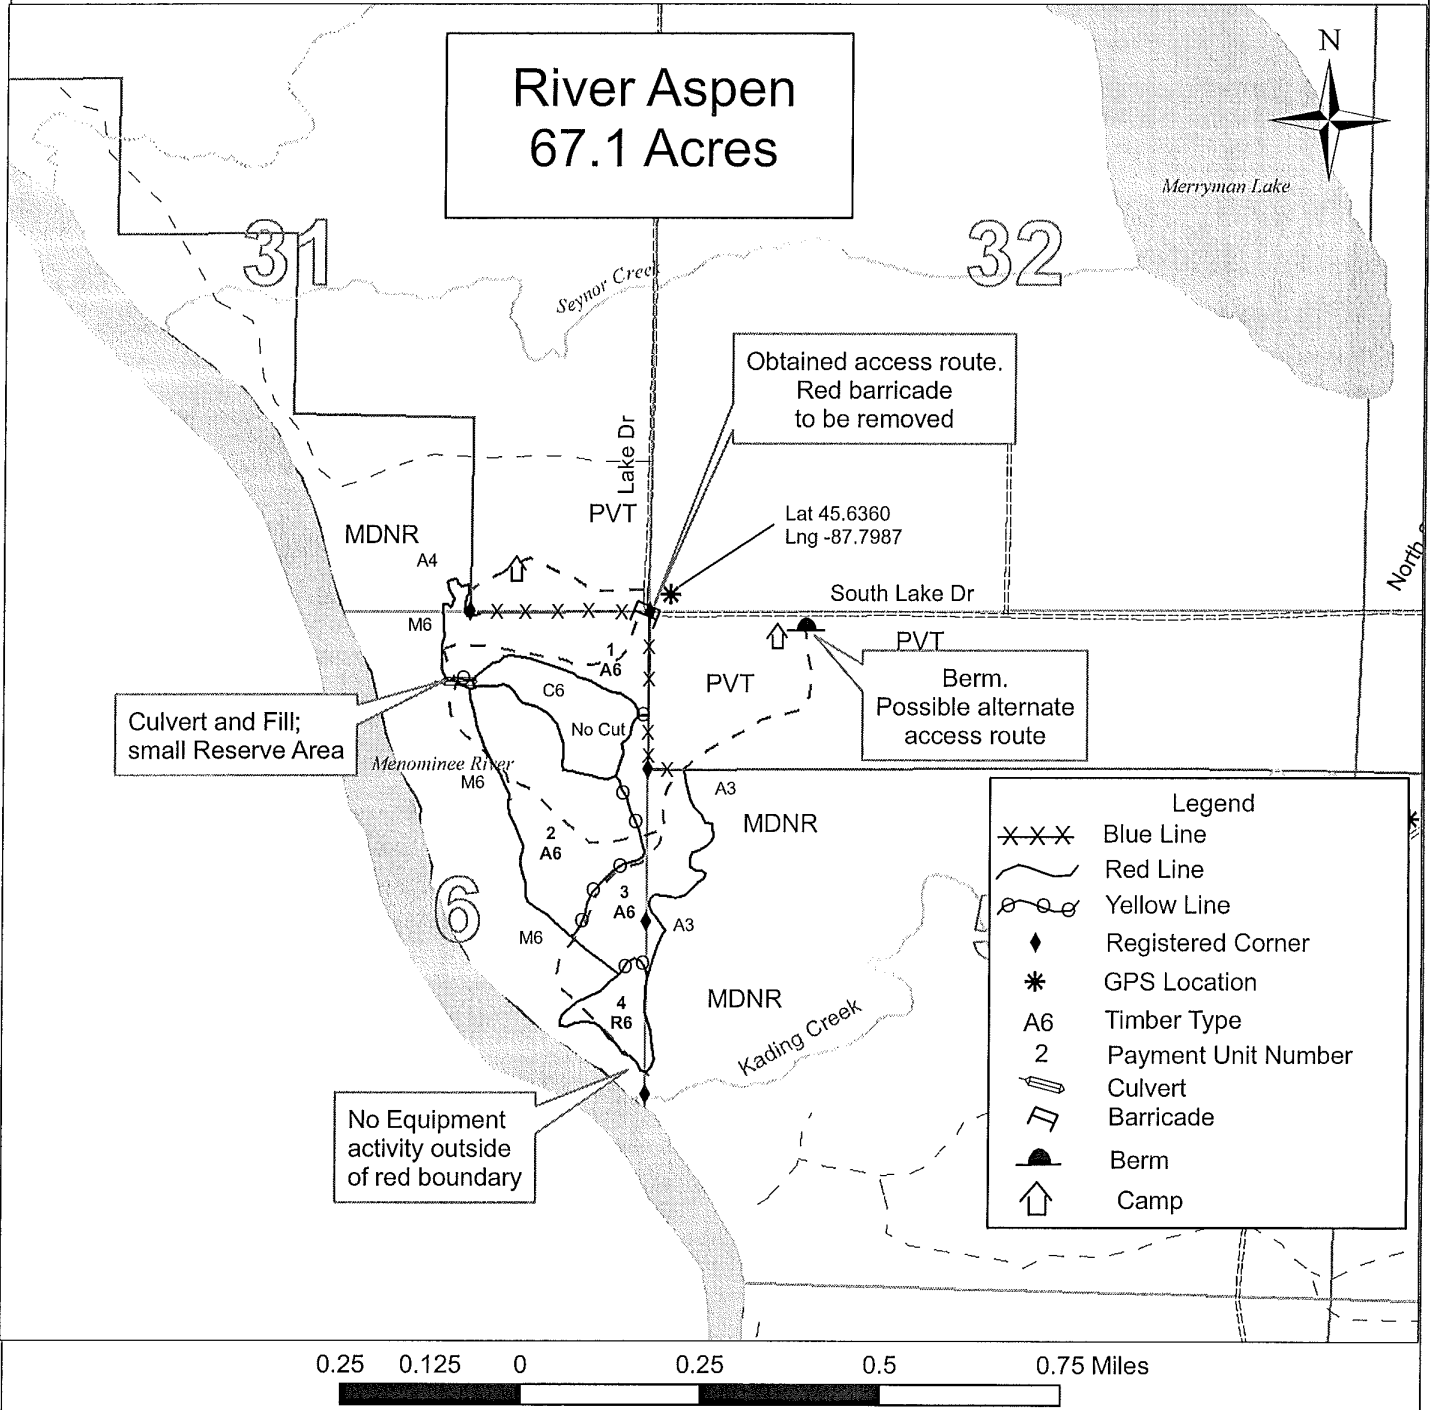 River Aspen
67.1 Acres
N
Merryman Lake
31
32
Seynor Creek
Obtained access route.
Red barricade
to be removed
Lake Dr
PVT
Lat 45.6360
Lng -87.7987
MDNR
A4
North
South Lake Dr
M6
PVT
1
A6
C6
PVT
Berm.
Possible alternate
access route
Culvert and Fill;
small Reserve Area
No Cut
Menominee River
M6
A3
MDNR
2
A6
6
3
A6
M6
A3
4
R6
MDNR
Kading Creek
No Equipment
activity outside
of red boundary
Legend
Blue Line
Red Line
Yellow Line
Registered Corner
GPS Location
A6 Timber Type
2 Payment Unit Number
Culvert
Barricade
Berm
Camp
0.25 0.125 0 0.25 0.5 0.75 Miles